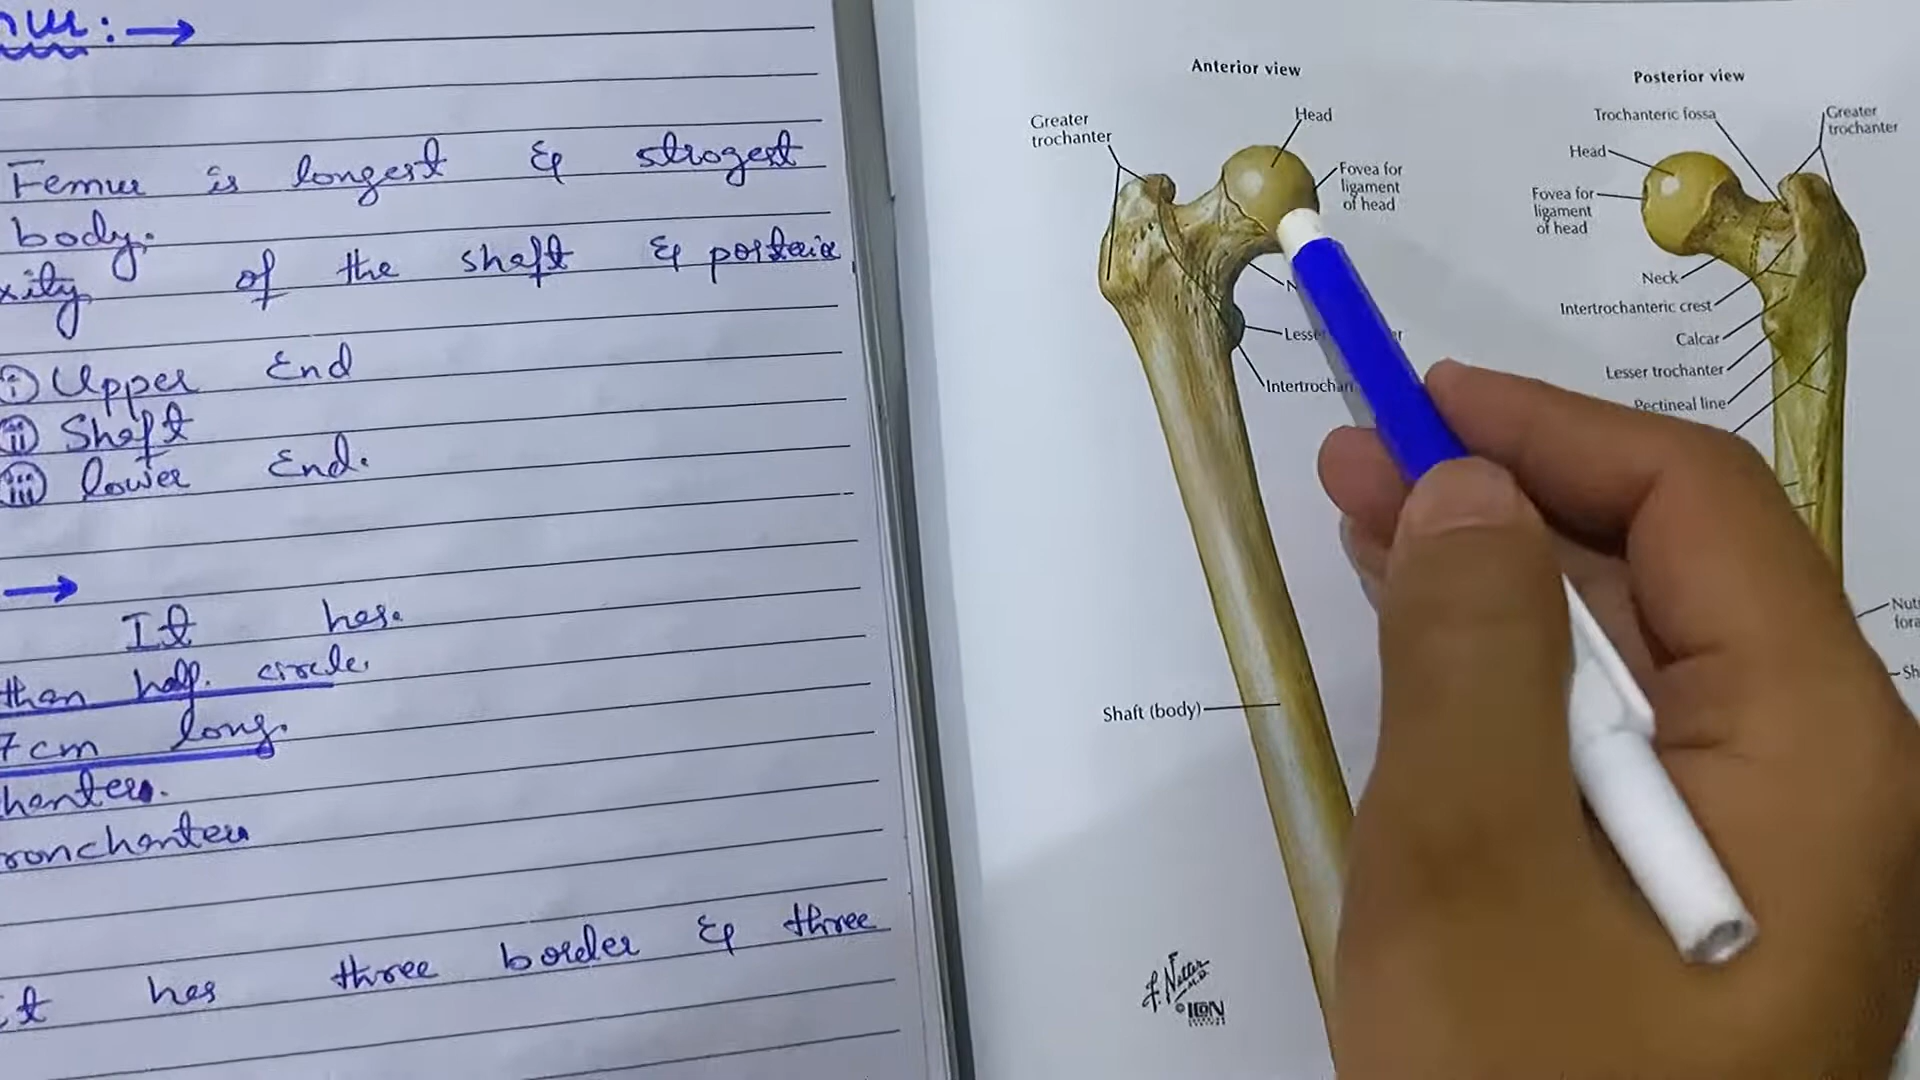 Femur is longest & strogest
body.
of the shaft & posterior
i Upper End
ii Shaft
iii lower End.
It has.
than half. circle.
7cm long.
has three border & three
Anterior view
Head
Greater
trochanter
Fovea for
ligament
of head
Shaft (body)
F. Netter
M.D.
© ICON
Posterior view
Trochanteric fossa
Greater
trochanter
Head
Fovea for
ligament
of head
Neck
Intertrochanteric crest
Calcar
Lesser trochanter
Pectineal line